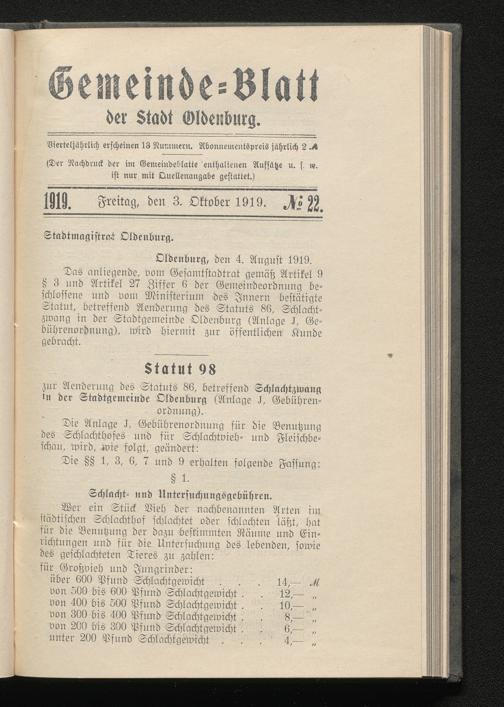 Gemeinde=Blatt
der Stadt Oldenburg.
Vierteljährlich erscheinen 13 Nummern. Abonnementspreis jährlich 2 ℳ
(Der Nachdruck der im Gemeindeblatte enthaltenen Aufsätze u. s. w.
ist nur mit Quellenangabe gestattet.)
1919. Freitag, den 3. Oktober 1919. № 22.
Stadtmagistrat Oldenburg.
Oldenburg, den 4. August 1919.
Das anliegende, vom Gesamtstadtrat gemäß Artikel 9
§ 3 und Artikel 27 Ziffer 6 der Gemeindeordnung be-
schlossene und vom Ministerium des Innern bestätigte
Statut, betreffend Aenderung des Statuts 86, Schlacht-
zwang in der Stadtgemeinde Oldenburg (Anlage J, Ge-
bührenordnung), wird hiermit zur öffentlichen Kunde
gebracht.
Statut 98
zur Aenderung des Statuts 86, betreffend Schlachtzwang
in der Stadtgemeinde Oldenburg (Anlage J, Gebühren-
ordnung).
Die Anlage J, Gebührenordnung für die Benutzung
des Schlachthofes und für Schlachtvieh- und Fleischbe-
schau, wird, wie folgt, geändert:
Die §§ 1, 3, 6, 7 und 9 erhalten folgende Fassung:
§ 1.
Schlacht- und Untersuchungsgebühren.
Wer ein Stück Vieh der nachbenannten Arten im
städtischen Schlachthof schlachtet oder schlachten läßt, hat
für die Benutzung der dazu bestimmten Räume und Ein-
richtungen und für die Untersuchung des lebenden, sowie
des geschlachteten Tieres zu zahlen:
für Großvieh und Jungrinder:
über 600 Pfund Schlachtgewicht . . . 14,— ℳ
von 500 bis 600 Pfund Schlachtgewicht . . 12,— „
von 400 bis 500 Pfund Schlachtgewicht . . 10,— „
von 300 bis 400 Pfund Schlachtgewicht . . 8,— „
von 200 bis 300 Pfund Schlachtgewicht . . 6,— „
unter 200 Pfund Schlachtgewicht . . . 4,— „